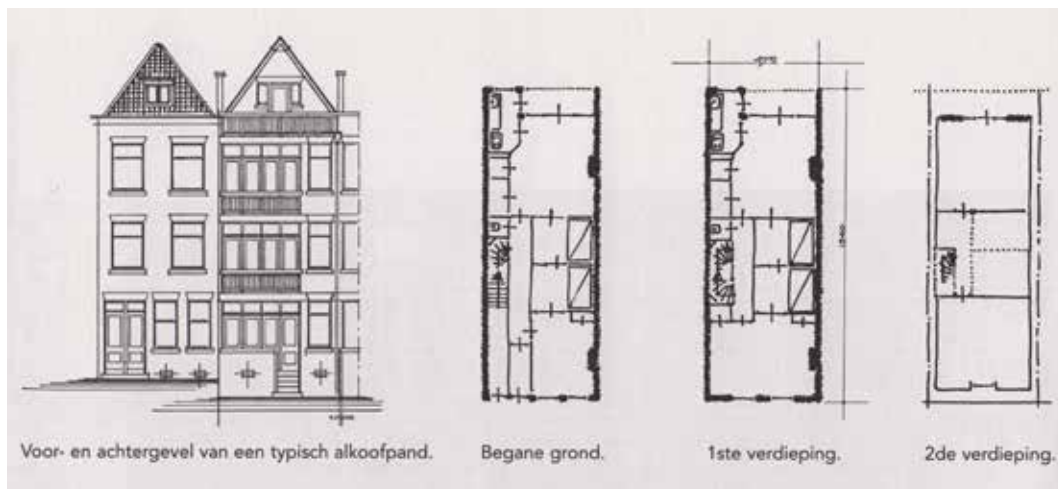 Voor- en achtergevel van een typisch alkoofpand.
Begane grond.
1ste verdieping.
2de verdieping.